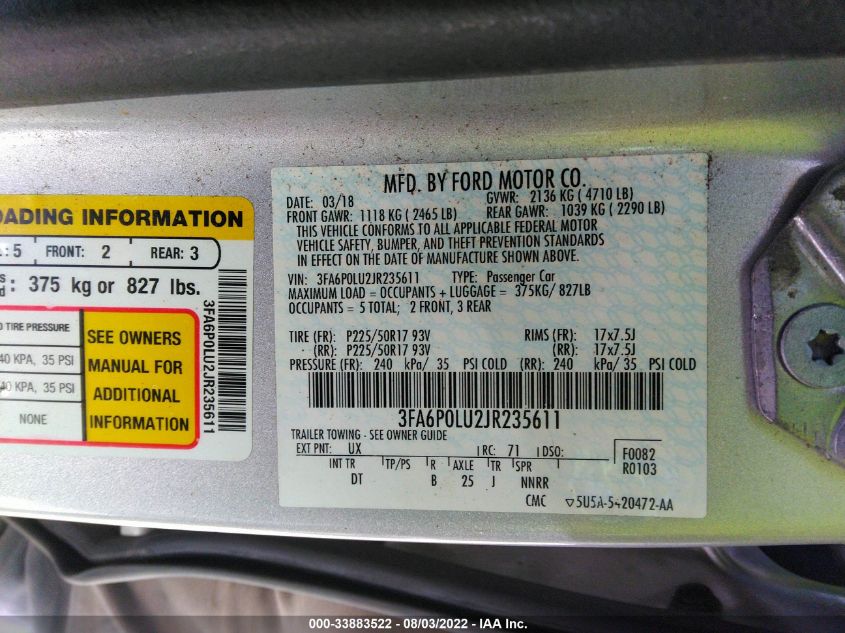 OADING INFORMATION
: 5 FRONT: 2 REAR: 3
: 375 kg or 827 lbs.
TIRE PRESSURE
SEE OWNERS
40 KPA, 35 PSI
MANUAL FOR
40 KPA, 35 PSI
ADDITIONAL
NONE
INFORMATION
3FA6P0LU2JR235611
MFD. BY FORD MOTOR CO.
DATE: 03/18 GVWR: 2136 KG ( 4710 LB)
FRONT GAWR: 1118 KG ( 2465 LB) REAR GAWR: 1039 KG ( 2290 LB)
THIS VEHICLE CONFORMS TO ALL APPLICABLE FEDERAL MOTOR
VEHICLE SAFETY, BUMPER, AND THEFT PREVENTION STANDARDS
IN EFFECT ON THE DATE OF MANUFACTURE SHOWN ABOVE.
VIN: 3FA6P0LU2JR235611 TYPE: Passenger Car
MAXIMUM LOAD = OCCUPANTS + LUGGAGE = 375KG/ 827LB
OCCUPANTS = 5 TOTAL; 2 FRONT, 3 REAR
TIRE (FR): P225/50R17 93V RIMS (FR): 17x7.5J
(RR): P225/50R17 93V (RR): 17x7.5J
PRESSURE (FR): 240 kPa/ 35 PSI COLD (RR): 240 kPa/ 35 PSI COLD
3FA6P0LU2JR235611
TRAILER TOWING - SEE OWNER GUIDE
EXT PNT: UX RC: 71 DSO: F0082
INT TR TP/PS R AXLE TR SPR R0103
DT B 25 J NNRR
CMC ▽5U5A-5420472-AA
000-33883522 - 08/03/2022 - IAA Inc.